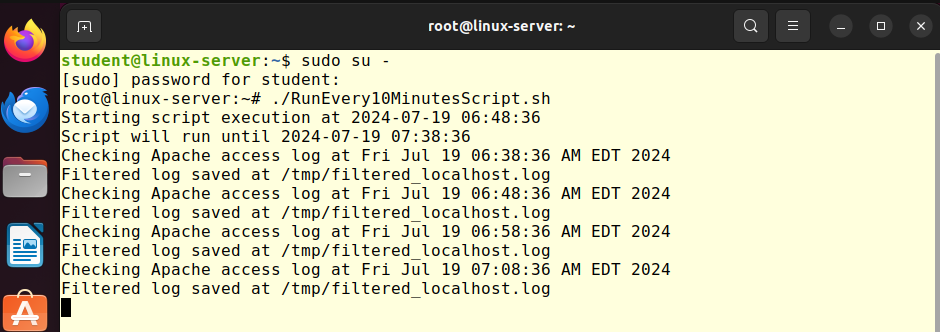 root@linux-server: ~
student@linux-server:~$ sudo su -
[sudo] password for student:
root@linux-server:~# ./RunEvery10MinutesScript.sh
Starting script execution at 2024-07-19 06:48:36
Script will run until 2024-07-19 07:38:36
Checking Apache access log at Fri Jul 19 06:38:36 AM EDT 2024
Filtered log saved at /tmp/filtered_localhost.log
Checking Apache access log at Fri Jul 19 06:48:36 AM EDT 2024
Filtered log saved at /tmp/filtered_localhost.log
Checking Apache access log at Fri Jul 19 06:58:36 AM EDT 2024
Filtered log saved at /tmp/filtered_localhost.log
Checking Apache access log at Fri Jul 19 07:08:36 AM EDT 2024
Filtered log saved at /tmp/filtered_localhost.log